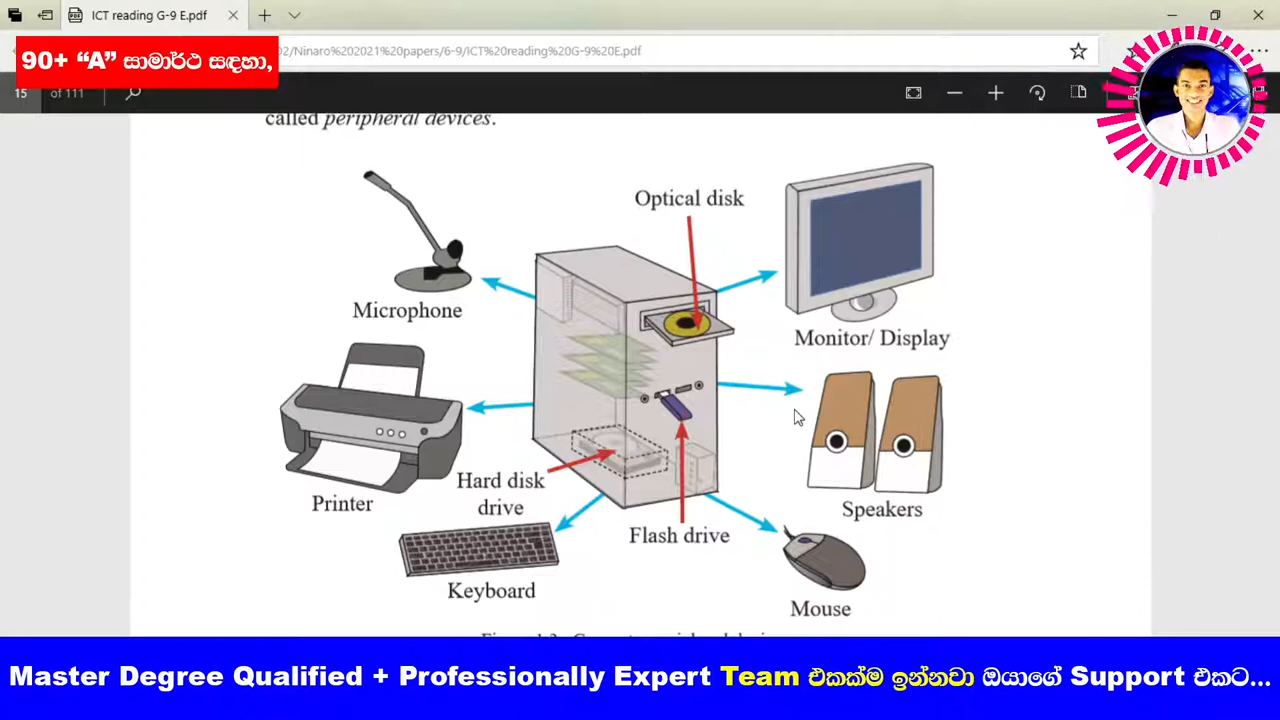 ICT reading G-9 E.pdf
02/Ninaro%202021%20papers/6-9/ICT%20reading%20G-9%20E.pdf
90+ “A” සාමාර්ථ සඳහා,
15 of 111
called peripheral devices.
Optical disk
Microphone
Monitor/ Display
Printer
Hard disk
drive
Flash drive
Speakers
Keyboard
Mouse
Master Degree Qualified + Professionally Expert Team එකක්ම ඉන්නවා ඔයාගේ Support එකට...